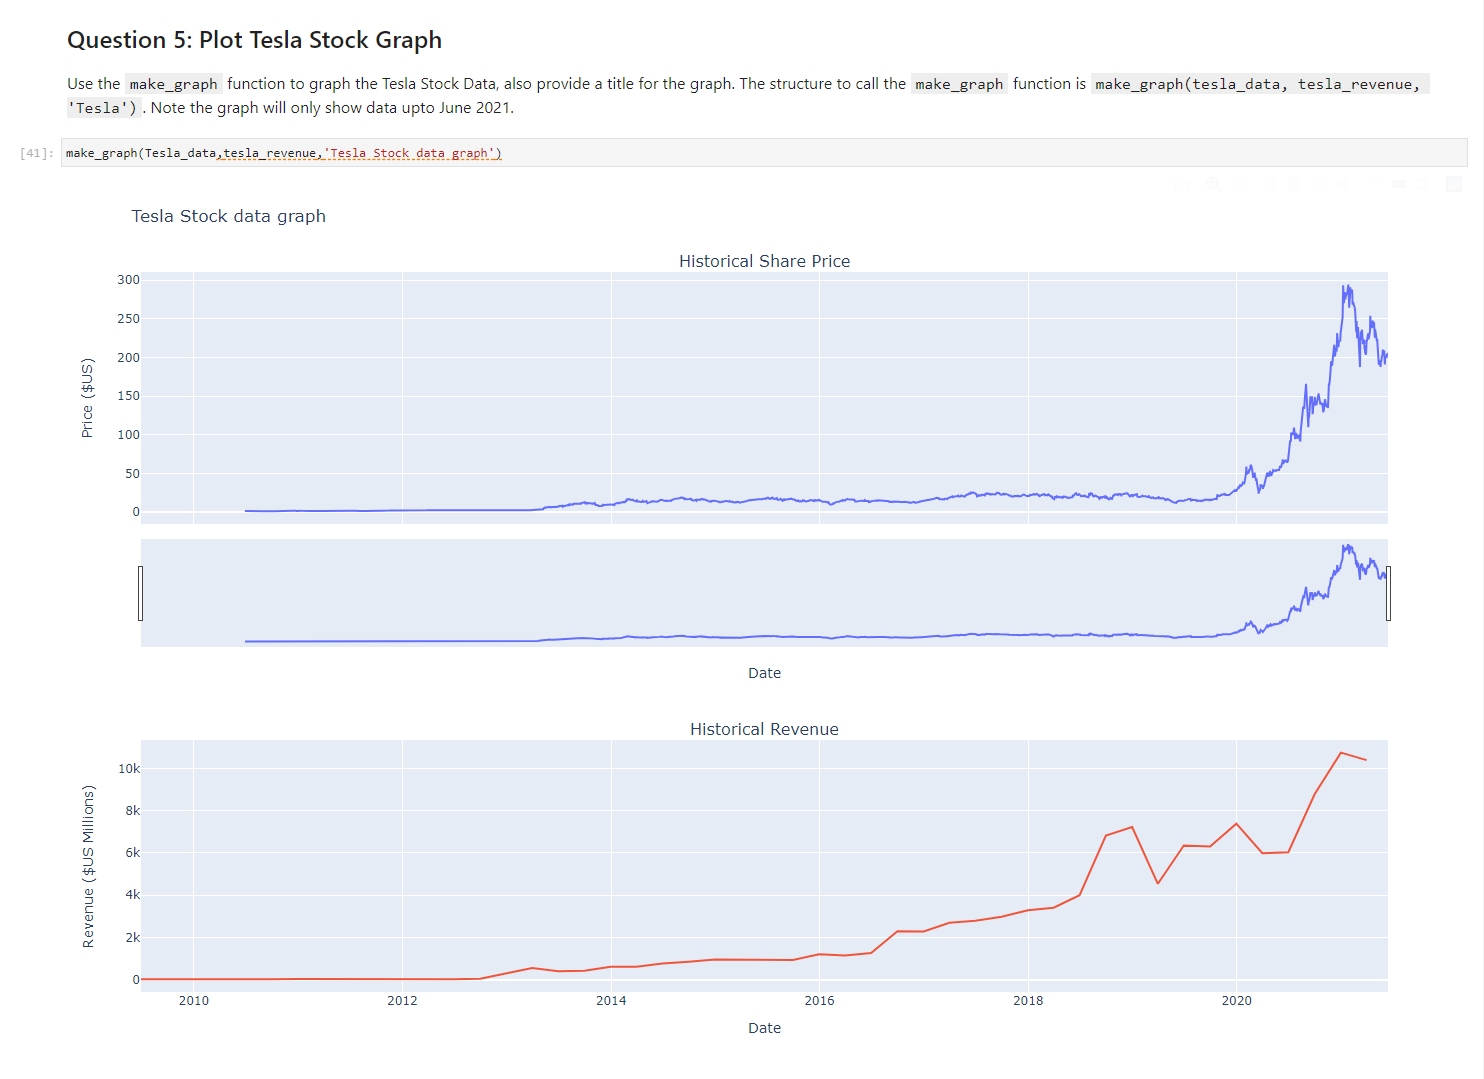 Question 5: Plot Tesla Stock Graph
Use the make_graph function to graph the Tesla Stock Data, also provide a title for the graph. The structure to call the make_graph function is make_graph(tesla_data, tesla_revenue,
'Tesla'). Note the graph will only show data upto June 2021.
[41]: make_graph(Tesla_data,tesla_revenue,'Tesla Stock data graph')
Tesla Stock data graph
Historical Share Price
300
250
200
150
100
50
0
Price ($US)
Date
Historical Revenue
10k
8k
6k
4k
2k
0
Revenue ($US Millions)
2010 2012 2014 2016 2018 2020
Date